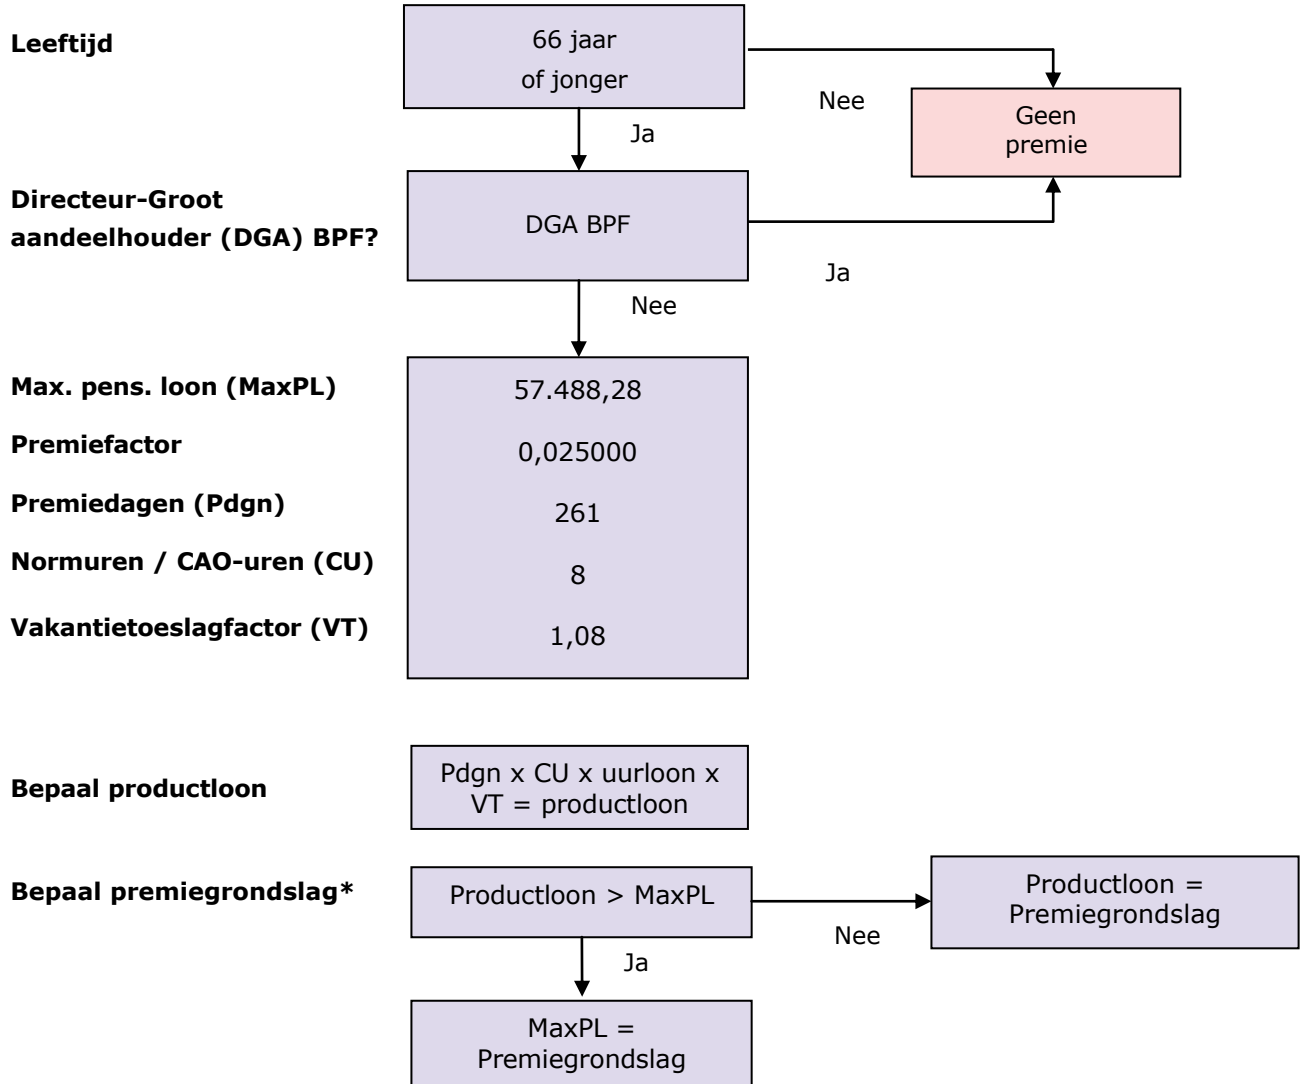 Leeftijd
66 jaar
of jonger
Nee
Geen
premie
Ja
Directeur-Groot
aandeelhouder (DGA) BPF?
DGA BPF
Ja
Nee
Max. pens. loon (MaxPL)
57.488,28
Premiefactor
0,025000
Premiedagen (Pdgn)
261
Normuren / CAO-uren (CU)
8
Vakantietoeslagfactor (VT)
1,08
Bepaal productloon
Pdgn x CU x uurloon x
VT = productloon
Bepaal premiegrondslag*
Productloon > MaxPL
Nee
Productloon =
Premiegrondslag
Ja
MaxPL =
Premiegrondslag